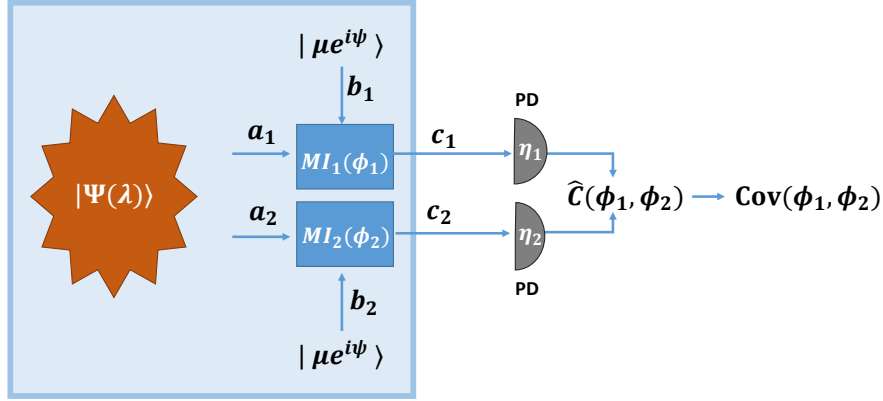 | μe^{iψ} ⟩
b₁
PD
a₁
c₁
MI₁(ϕ₁)
η₁
|Ψ(λ)⟩
Ĉ(ϕ₁, ϕ₂)
Cov(ϕ₁, ϕ₂)
a₂
c₂
MI₂(ϕ₂)
η₂
PD
b₂
| μe^{iψ} ⟩